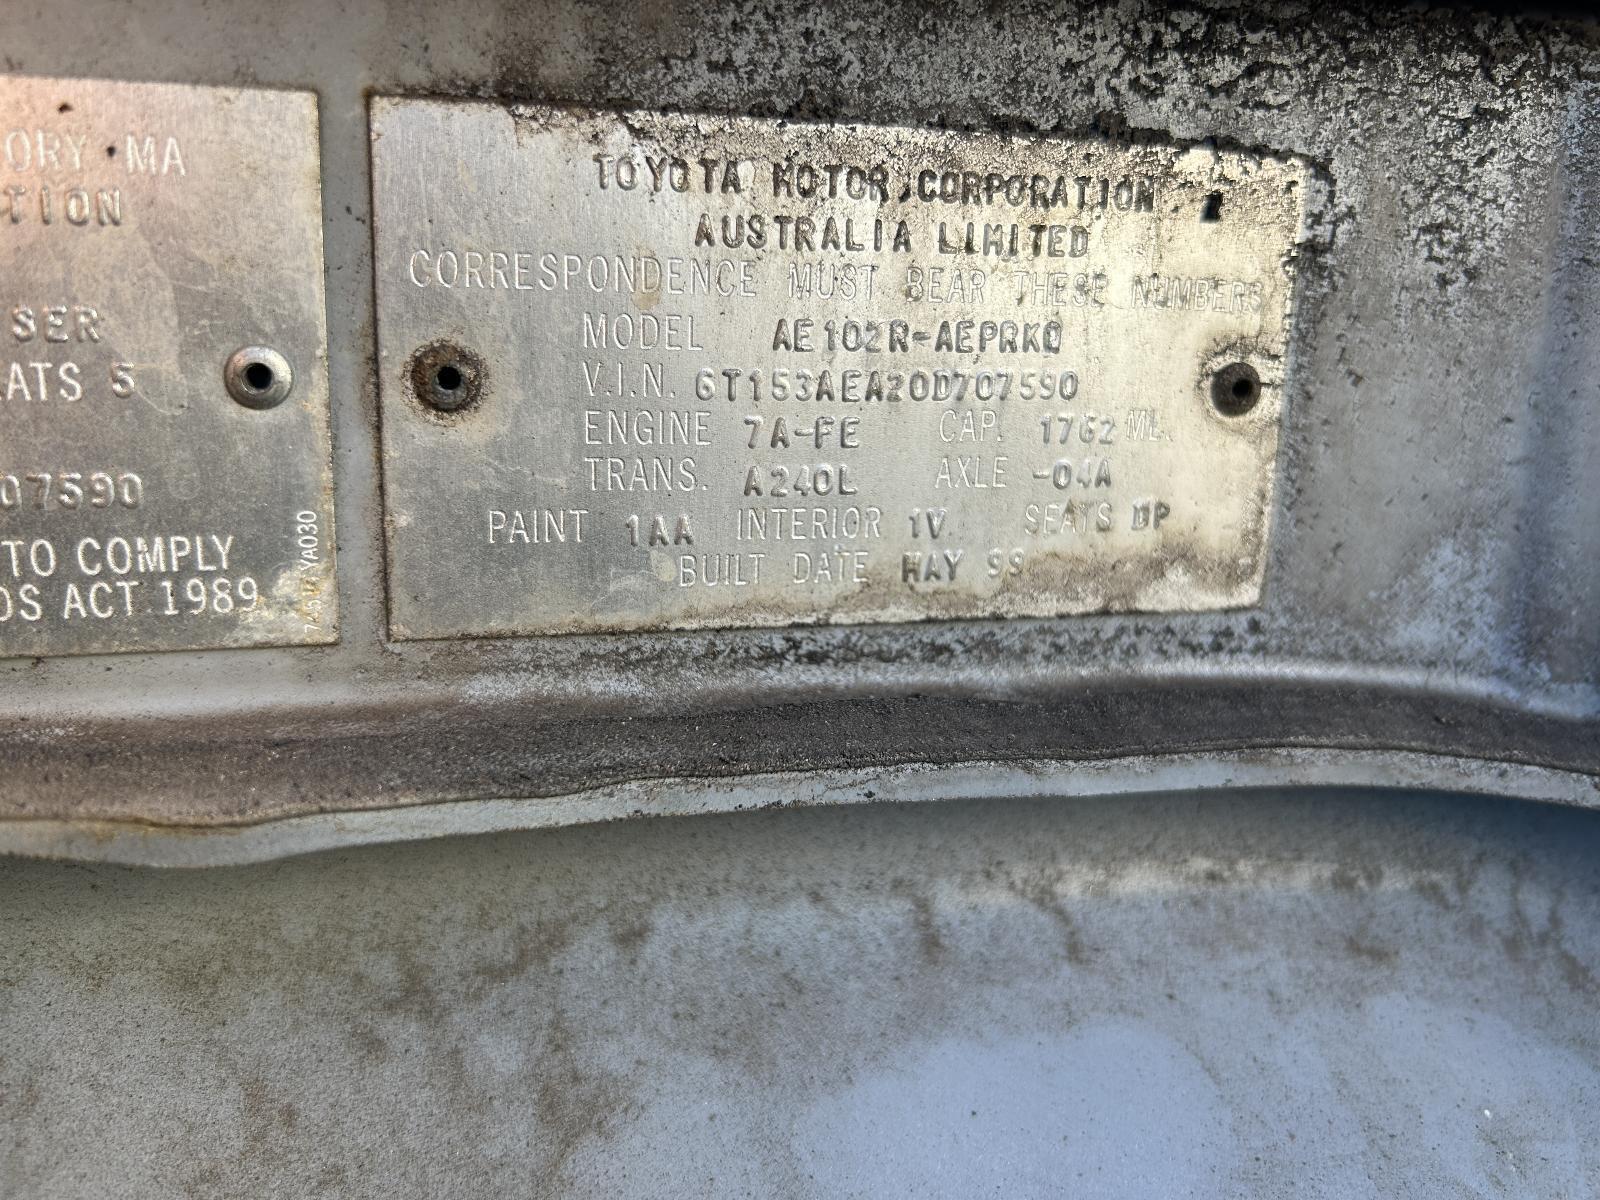 ORY MA
TION
SER
ATS 5
07590
TO COMPLY
DS ACT 1989
YA030
TOYOTA MOTOR CORPORATION
AUSTRALIA LIMITED
CORRESPONDENCE MUST BEAR THESE NUMBERS
MODEL AE102R-AEPRKQ
V.I.N. 6T153AEA20D707590
ENGINE 7A-FE CAP. 1762 ML.
TRANS. A240L AXLE -04A
PAINT 1AA INTERIOR 1V SEATS DP
BUILT DATE MAY 99